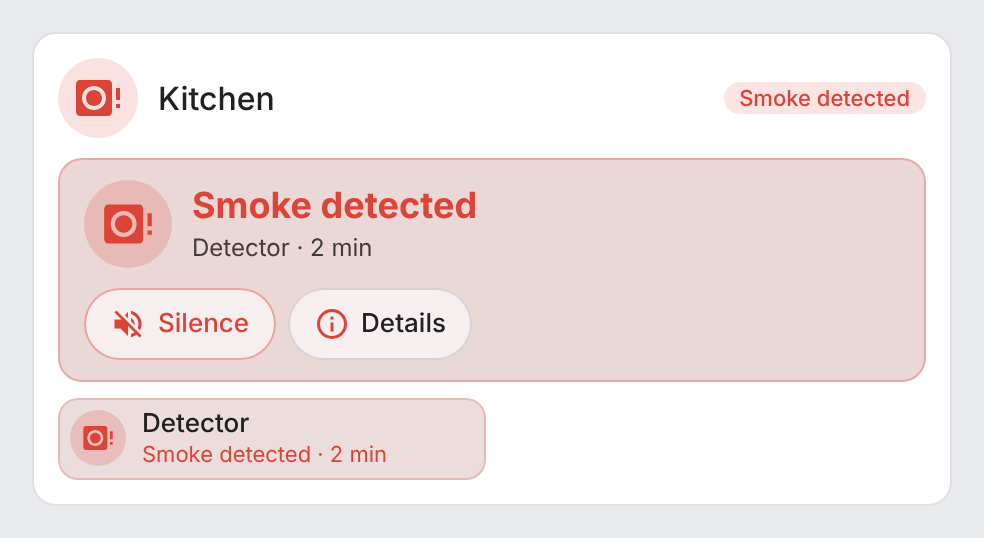 Kitchen
Smoke detected
Smoke detected
Detector · 2 min
Silence
Details
Detector
Smoke detected · 2 min